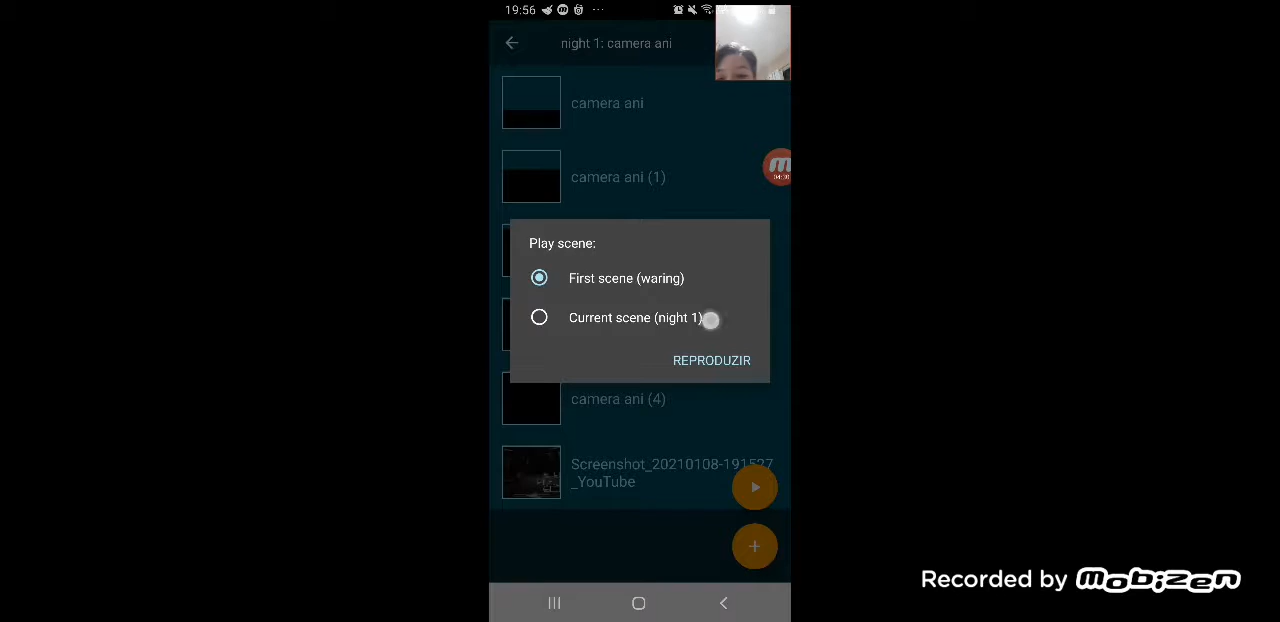 19:56
night 1: camera ani
camera ani
camera ani (1)
m
Play scene:
First scene (waring)
Current scene (night 1)
REPRODUZIR
camera ani (4)
Screenshot_20210108-191527
_YouTube
Recorded by mobizen